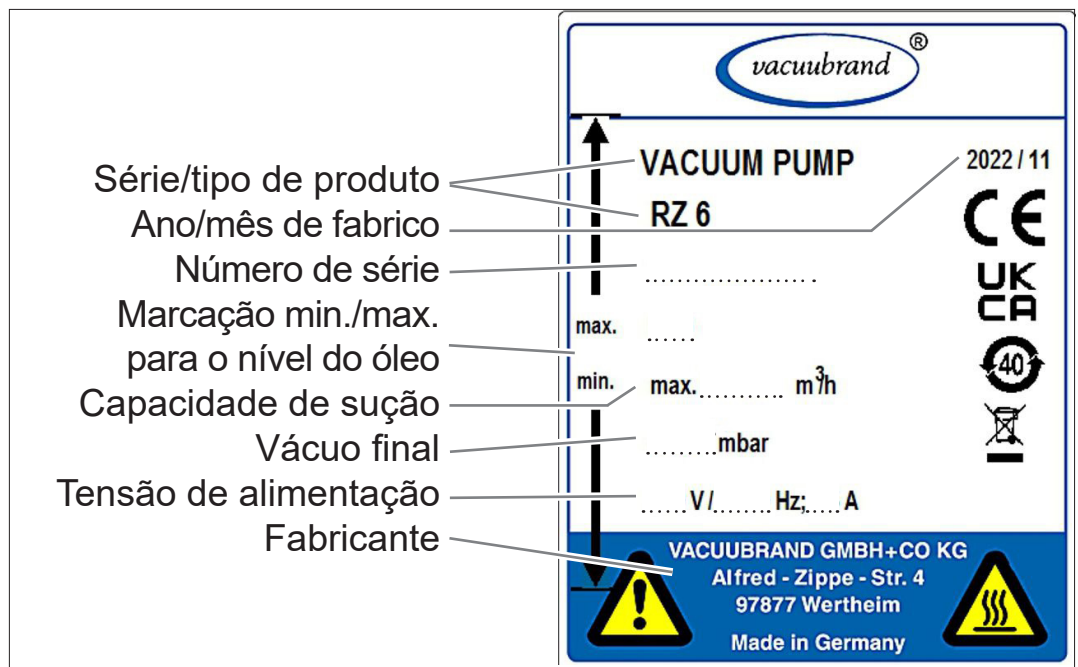 vacuubrand ®
Série/tipo de produto
Ano/mês de fabrico
Número de série
Marcação min./max.
para o nível do óleo
Capacidade de sução
Vácuo final
Tensão de alimentação
Fabricante
VACUUM PUMP
2022 / 11
RZ 6
CE
UK
CA
....................
max. ......
40
min. max........... m³/h
........mbar
......V /....... Hz;.....A
VACUUBRAND GMBH+CO KG
Alfred - Zippe - Str. 4
97877 Wertheim
Made in Germany